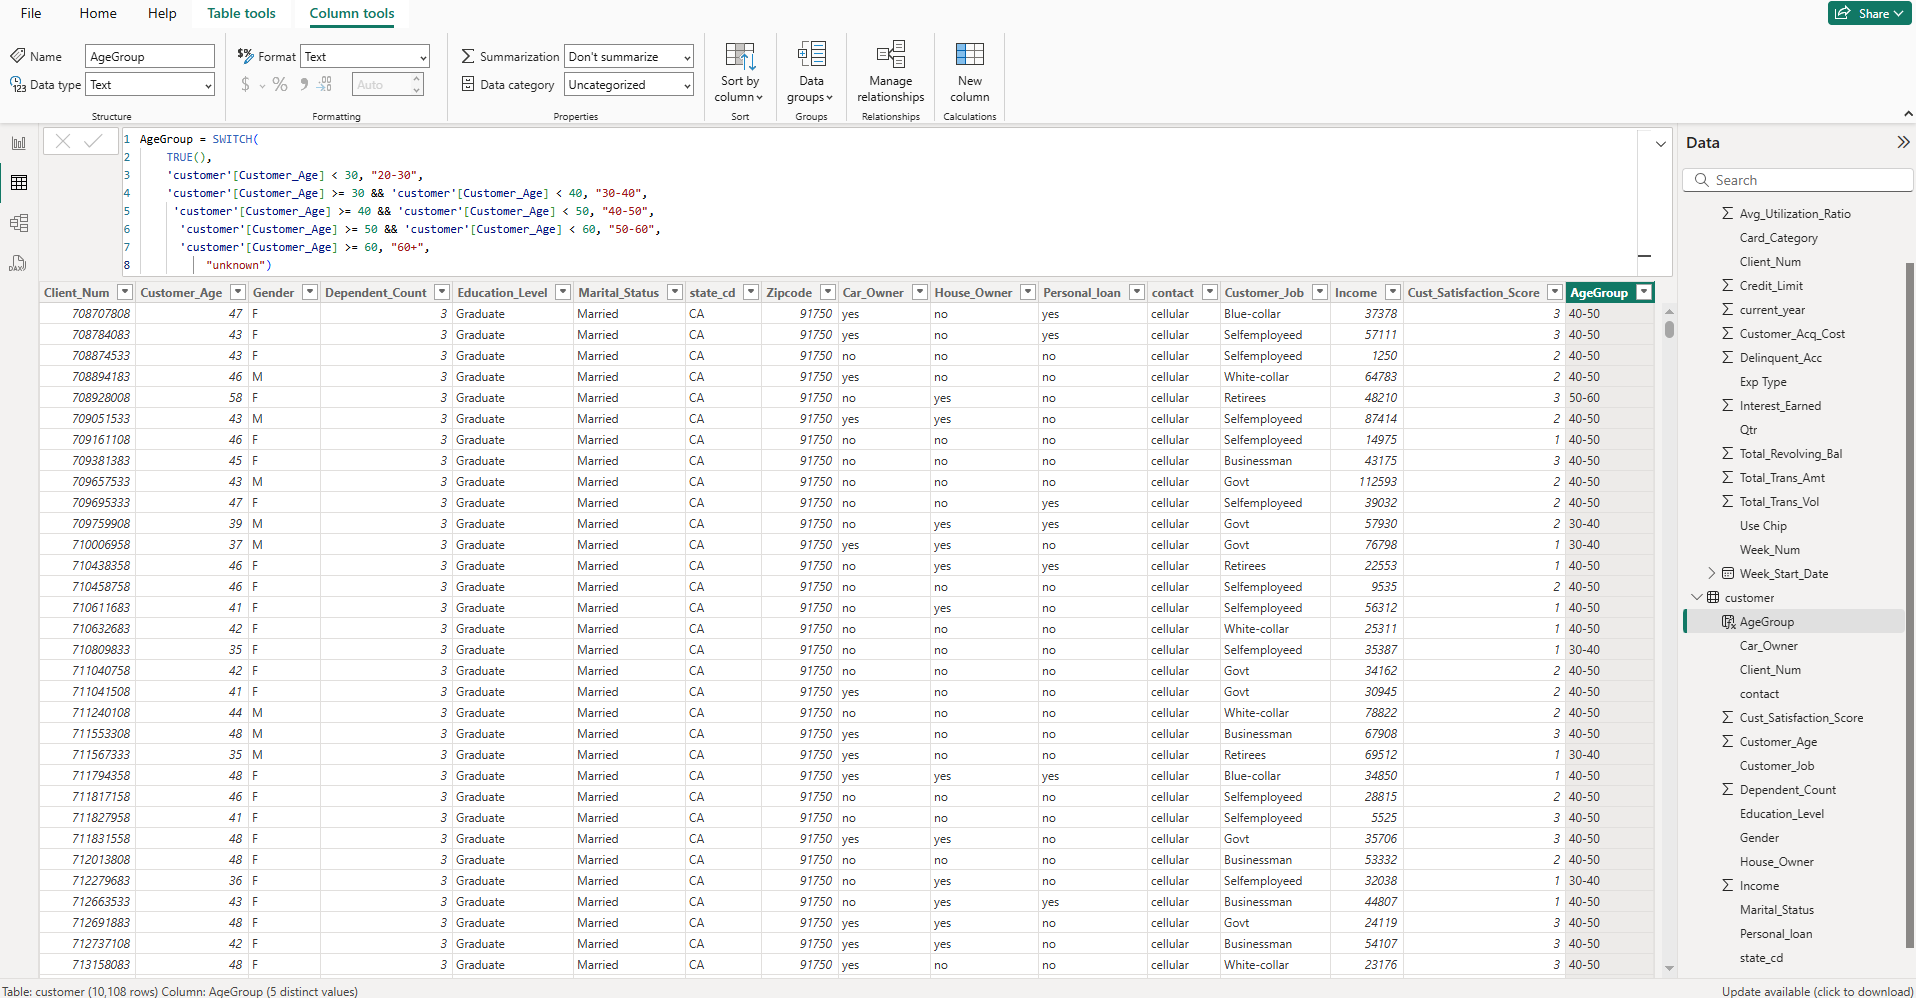 File Home Help Table tools Column tools Share
Name AgeGroup
Data type Text
Structure
Format Text
$ % Auto
Formatting
Summarization Don't summarize
Data category Uncategorized
Properties
Sort by column
Sort
Data groups
Groups
Manage relationships
Relationships
New column
Calculations
1 AgeGroup = SWITCH(
2 TRUE(),
3 'customer'[Customer_Age] < 30, "20-30",
4 'customer'[Customer_Age] >= 30 && 'customer'[Customer_Age] < 40, "30-40",
5 'customer'[Customer_Age] >= 40 && 'customer'[Customer_Age] < 50, "40-50",
6 'customer'[Customer_Age] >= 50 && 'customer'[Customer_Age] < 60, "50-60",
7 'customer'[Customer_Age] >= 60, "60+",
8 "unknown")
Client_Num Customer_Age Gender Dependent_Count Education_Level Marital_Status state_cd Zipcode Car_Owner House_Owner Personal_loan contact Customer_Job Income Cust_Satisfaction_Score AgeGroup
708707808 47 F 3 Graduate Married CA 91750 yes no yes cellular Blue-collar 37378 3 40-50
708784083 43 F 3 Graduate Married CA 91750 yes no yes cellular Selfemployeed 57111 3 40-50
708874533 43 F 3 Graduate Married CA 91750 no no no cellular Selfemployeed 1250 2 40-50
708894183 46 M 3 Graduate Married CA 91750 yes no no cellular White-collar 64783 2 40-50
708928008 58 F 3 Graduate Married CA 91750 no yes no cellular Retirees 48210 3 50-60
709051533 43 M 3 Graduate Married CA 91750 yes yes no cellular Selfemployeed 87414 2 40-50
709161108 46 F 3 Graduate Married CA 91750 no no no cellular Selfemployeed 14975 1 40-50
709381383 45 F 3 Graduate Married CA 91750 no no no cellular Businessman 43175 3 40-50
709657533 43 M 3 Graduate Married CA 91750 no no no cellular Govt 112593 2 40-50
709695333 47 F 3 Graduate Married CA 91750 no no yes cellular Selfemployeed 39032 2 40-50
709759908 39 M 3 Graduate Married CA 91750 no yes yes cellular Govt 57930 2 30-40
710006958 37 M 3 Graduate Married CA 91750 yes yes no cellular Govt 76798 1 30-40
710438358 46 F 3 Graduate Married CA 91750 no yes yes cellular Retirees 22553 1 40-50
710458758 46 F 3 Graduate Married CA 91750 no no no cellular Selfemployeed 9535 2 40-50
710611683 41 F 3 Graduate Married CA 91750 no yes no cellular Selfemployeed 56312 1 40-50
710632683 42 F 3 Graduate Married CA 91750 no no no cellular White-collar 25311 1 40-50
710809833 35 F 3 Graduate Married CA 91750 no no no cellular Selfemployeed 35387 1 30-40
711040758 42 F 3 Graduate Married CA 91750 no no no cellular Govt 34162 2 40-50
711041508 41 F 3 Graduate Married CA 91750 yes no no cellular Govt 30945 2 40-50
711240108 44 M 3 Graduate Married CA 91750 no no no cellular White-collar 78822 2 40-50
711553308 48 M 3 Graduate Married CA 91750 yes no no cellular Businessman 67908 3 40-50
711567333 35 M 3 Graduate Married CA 91750 yes no no cellular Retirees 69512 1 30-40
711794358 48 F 3 Graduate Married CA 91750 yes yes yes cellular Blue-collar 34850 1 40-50
711817158 46 F 3 Graduate Married CA 91750 no no no cellular Selfemployeed 28815 2 40-50
711827958 41 F 3 Graduate Married CA 91750 no no no cellular Selfemployeed 5525 3 40-50
711831558 48 F 3 Graduate Married CA 91750 yes yes no cellular Govt 35706 3 40-50
712013808 48 F 3 Graduate Married CA 91750 no no no cellular Businessman 53332 2 40-50
712279683 36 F 3 Graduate Married CA 91750 no yes no cellular Selfemployeed 32038 1 30-40
712663533 43 F 3 Graduate Married CA 91750 no yes yes cellular Businessman 44807 1 40-50
712691883 48 F 3 Graduate Married CA 91750 yes yes no cellular Govt 24119 3 40-50
712737108 42 F 3 Graduate Married CA 91750 yes yes no cellular Businessman 54107 3 40-50
713158083 48 F 3 Graduate Married CA 91750 yes no no cellular White-collar 23176 3 40-50
Data
Search
Avg_Utilization_Ratio
Card_Category
Client_Num
Credit_Limit
current_year
Customer_Acq_Cost
Delinquent_Acc
Exp Type
Interest_Earned
Qtr
Total_Revolving_Bal
Total_Trans_Amt
Total_Trans_Vol
Use Chip
Week_Num
Week_Start_Date
customer
AgeGroup
Car_Owner
Client_Num
contact
Cust_Satisfaction_Score
Customer_Age
Customer_Job
Dependent_Count
Education_Level
Gender
House_Owner
Income
Marital_Status
Personal_loan
state_cd
Table: customer (10,108 rows) Column: AgeGroup (5 distinct values)
Update available (click to download)